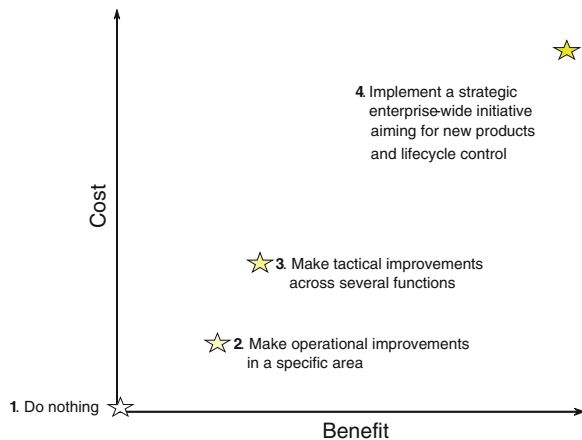 4. Implement a strategic
enterprise-wide initiative
aiming for new products
and lifecycle control
Cost
3. Make tactical improvements
across several functions
2. Make operational improvements
in a specific area
1. Do nothing
Benefit